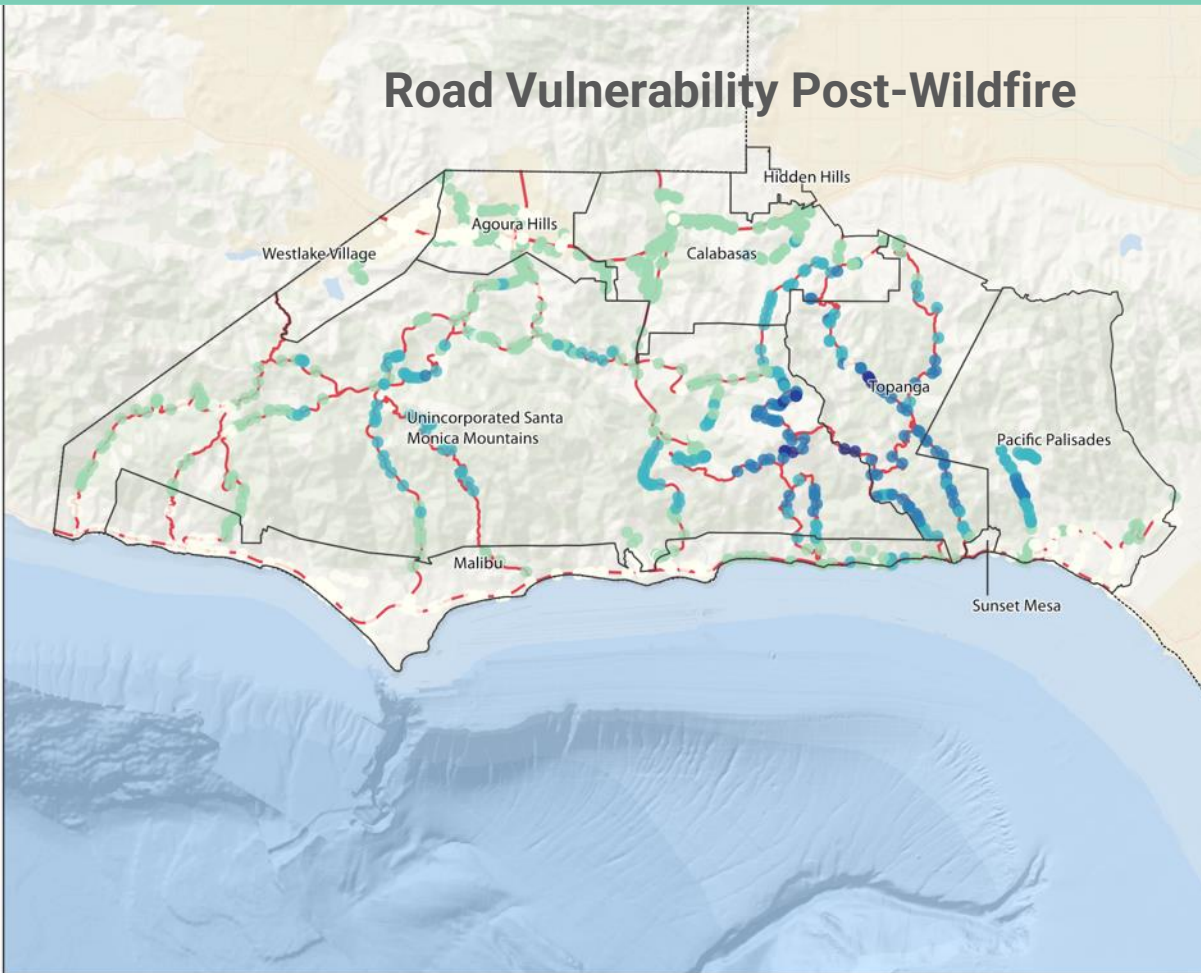 Road Vulnerability Post-Wildfire
Hidden Hills
Agoura Hills
Westlake Village
Calabasas
Topanga
Unincorporated Santa
Monica Mountains
Pacific Palisades
Malibu
Sunset Mesa